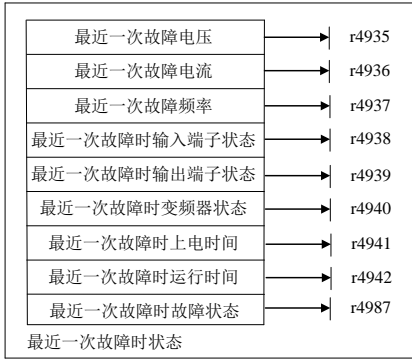 最近一次故障电压 r4935
最近一次故障电流 r4936
最近一次故障频率 r4937
最近一次故障时输入端子状态 r4938
最近一次故障时输出端子状态 r4939
最近一次故障时变频器状态 r4940
最近一次故障时上电时间 r4941
最近一次故障时运行时间 r4942
最近一次故障时故障状态 r4987
最近一次故障时状态